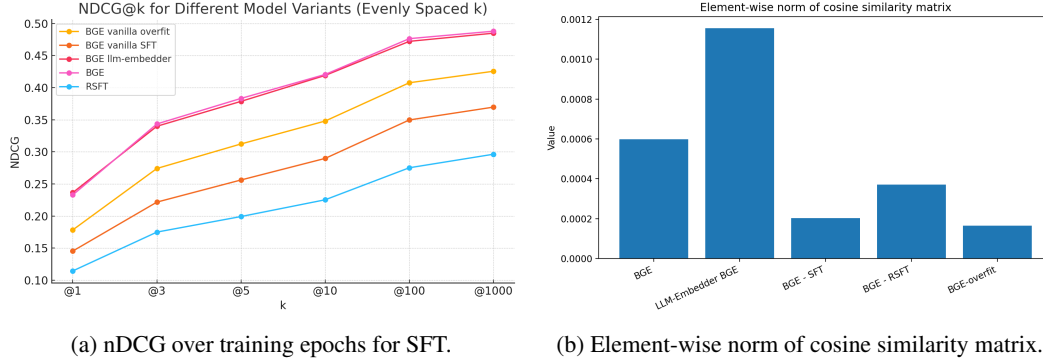 NDCG@k for Different Model Variants (Evenly Spaced k)
BGE vanilla overfit
BGE vanilla SFT
BGE llm-embedder
BGE
RSFT
0.50
0.45
0.40
0.35
0.30
0.25
0.20
0.15
0.10
NDCG
@1 @3 @5 @10 @100 @1000
k
(a) nDCG over training epochs for SFT.
Element-wise norm of cosine similarity matrix
0.0012
0.0010
0.0008
0.0006
0.0004
0.0002
0.0000
Value
BGE
LLM-Embedder BGE
BGE - SFT
BGE - RSFT
BGE-overfit
(b) Element-wise norm of cosine similarity matrix.